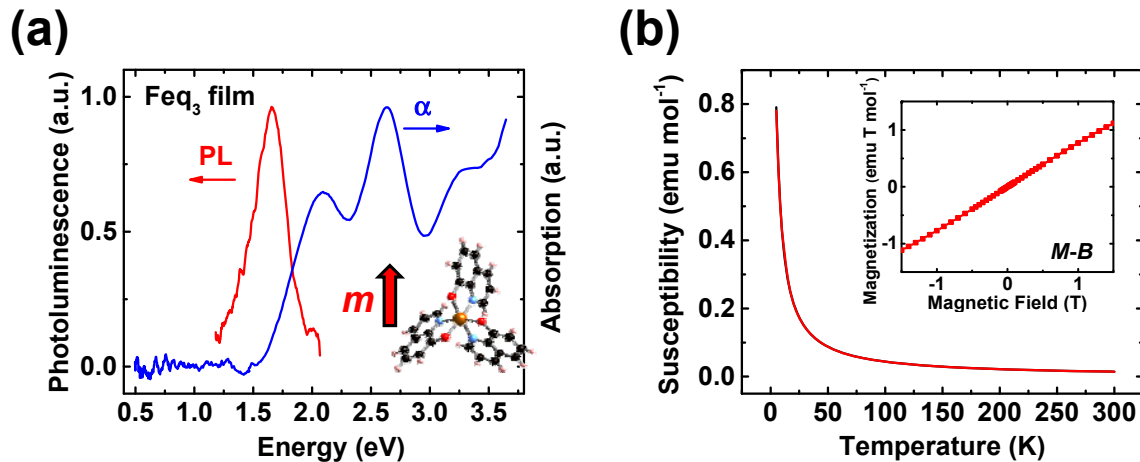 (a)
Photoluminescence (a.u.)
1.0
0.5
0.0
Feq₃ film
PL
α
m
0.5 1.0 1.5 2.0 2.5 3.0 3.5
Energy (eV)
Absorption (a.u.)
(b)
Susceptibility (emu mol⁻¹)
0.8
0.6
0.4
0.2
0.0
0 50 100 150 200 250 300
Temperature (K)
Magnetization (emu T mol⁻¹)
1
0
-1
-1 0 1
Magnetic Field (T)
M-B